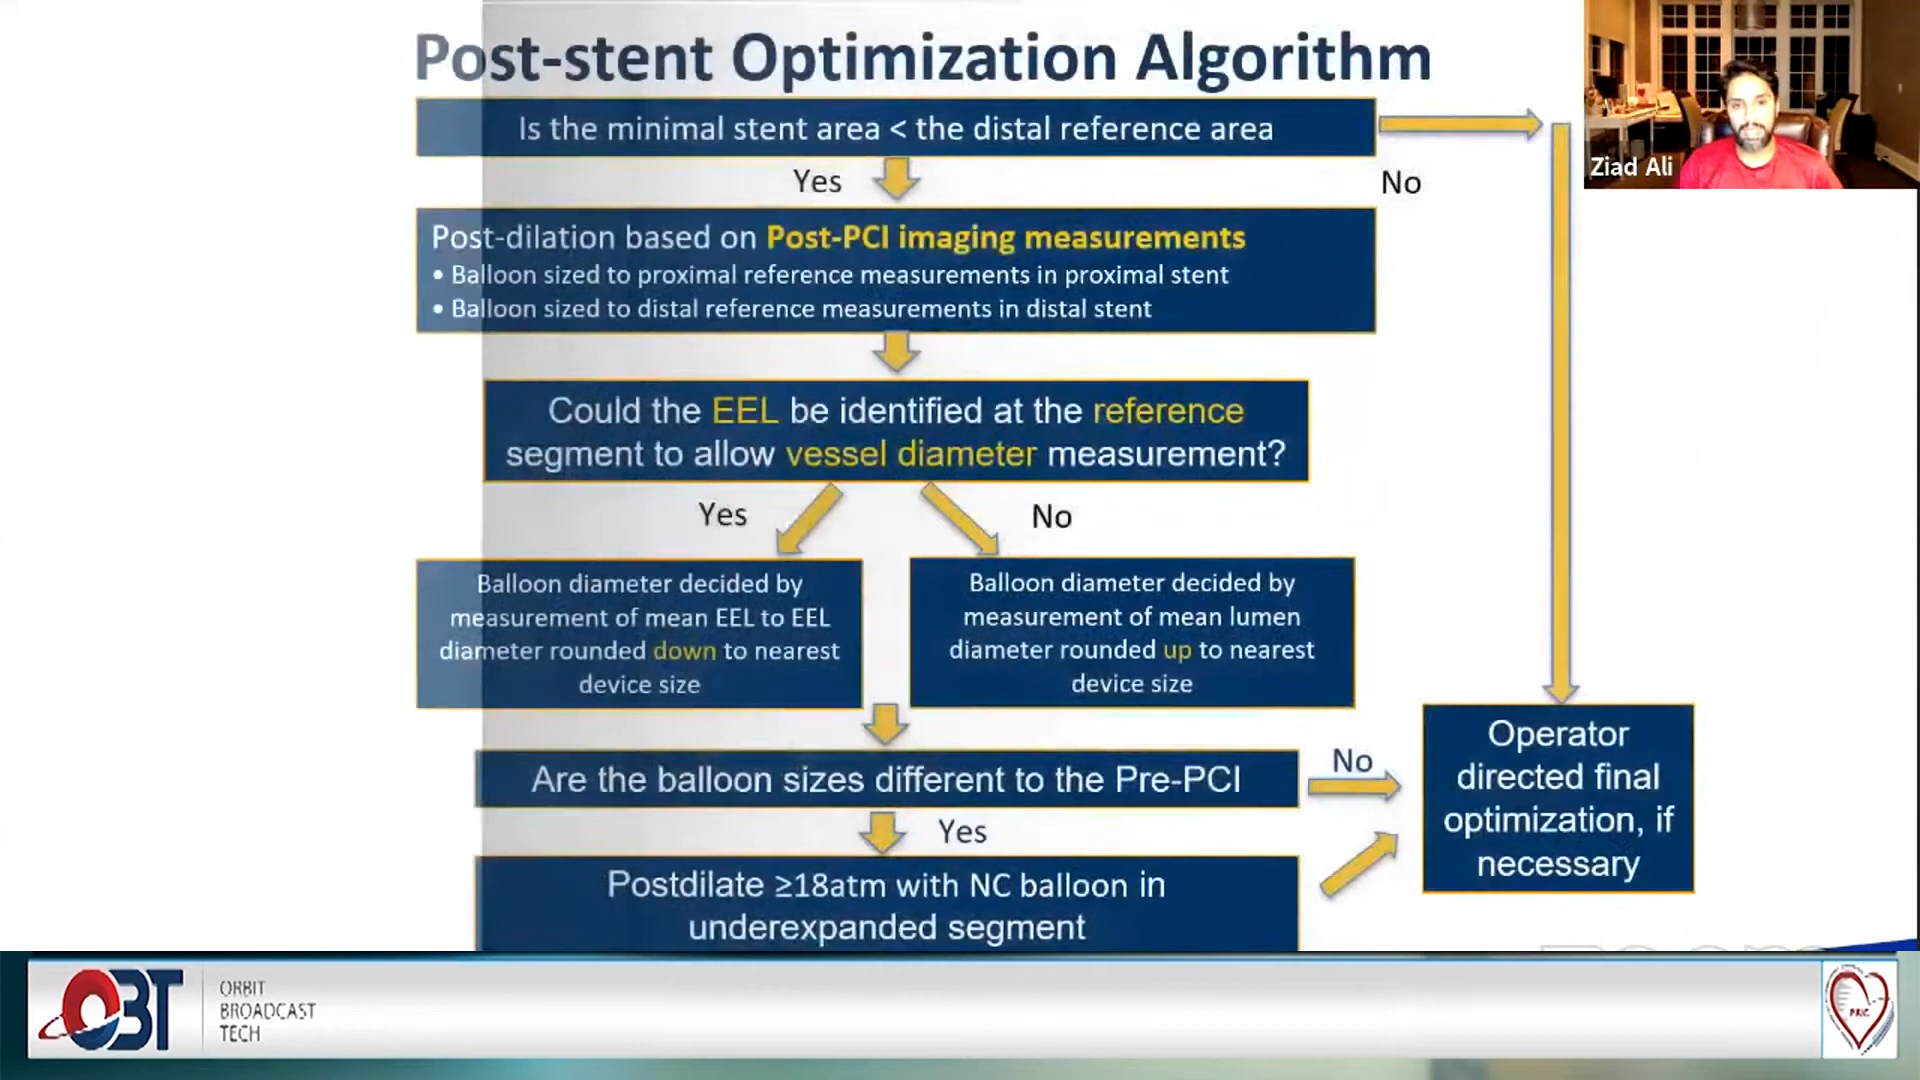 Post-stent Optimization Algorithm
Is the minimal stent area < the distal reference area
Yes
No
Post-dilation based on Post-PCI imaging measurements
• Balloon sized to proximal reference measurements in proximal stent
• Balloon sized to distal reference measurements in distal stent
Could the EEL be identified at the reference
segment to allow vessel diameter measurement?
Yes
No
Balloon diameter decided by
measurement of mean EEL to EEL
diameter rounded down to nearest
device size
Balloon diameter decided by
measurement of mean lumen
diameter rounded up to nearest
device size
Are the balloon sizes different to the Pre-PCI
No
Yes
Postdilate ≥18atm with NC balloon in
underexpanded segment
Operator
directed final
optimization, if
necessary
Ziad Ali
zoom
OBT
ORBIT
BROADCAST
TECH
PRIC